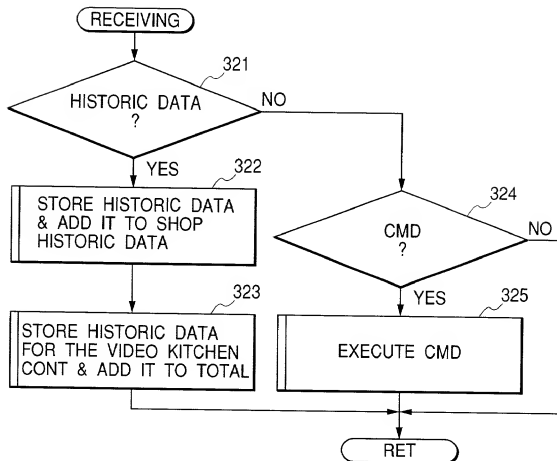 RECEIVING
321
HISTORIC DATA
?
NO
YES
322
STORE HISTORIC DATA
& ADD IT TO SHOP
HISTORIC DATA
324
CMD
?
NO
YES
323
STORE HISTORIC DATA
FOR THE VIDEO KITCHEN
CONT & ADD IT TO TOTAL
325
EXECUTE CMD
RET